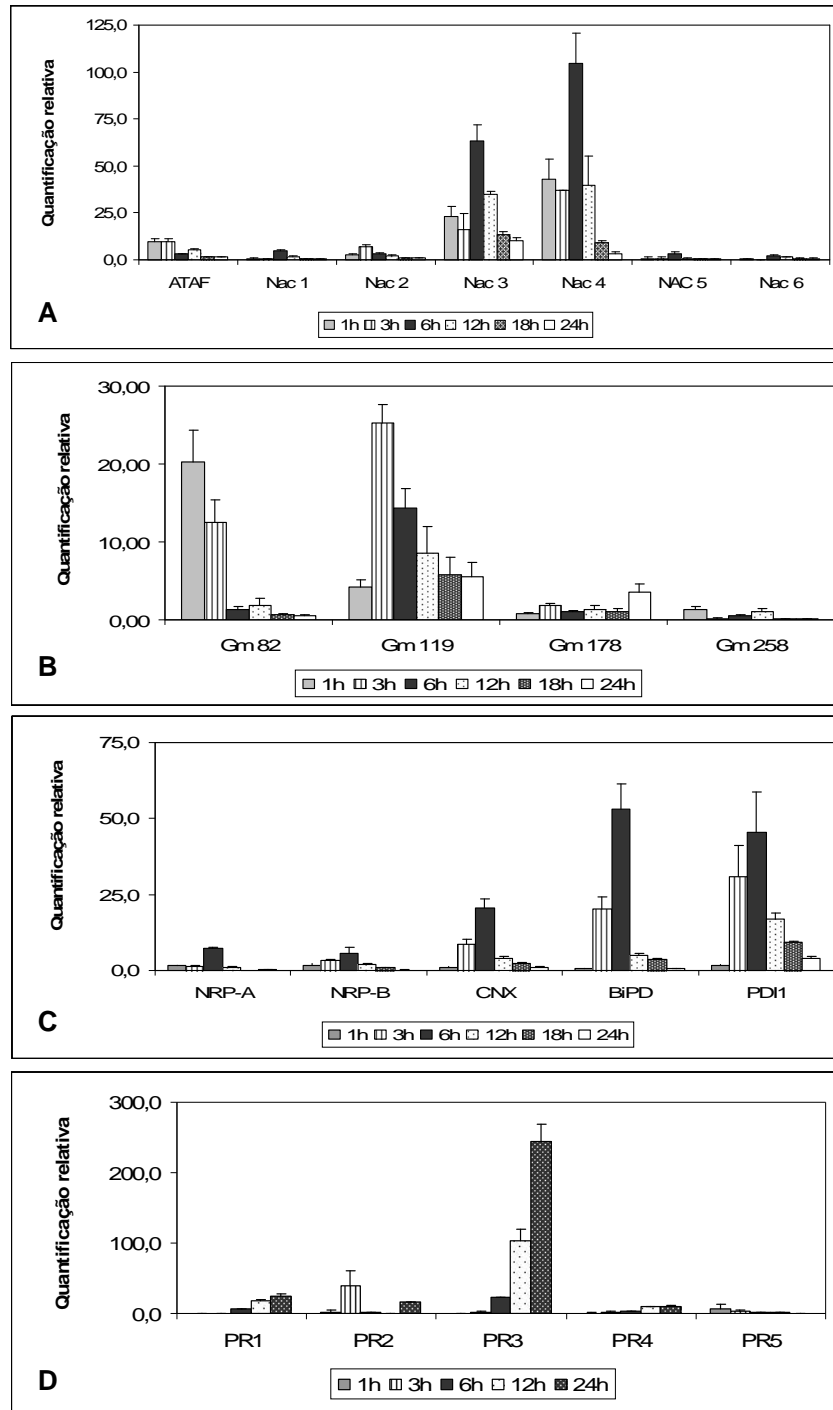 Quantificação relativa
125,0
100,0
75,0
50,0
25,0
0,0
ATAF Nac 1 Nac 2 Nac 3 Nac 4 NAC 5 Nac 6
A
1h 3h 6h 12h 18h 24h
Quantificação relativa
30,00
20,00
10,00
0,00
Gm 82 Gm 119 Gm 178 Gm 258
B
1h 3h 6h 12h 18h 24h
Quantificação relativa
75,0
50,0
25,0
0,0
NRP-A NRP-B CNX BiPD PDI1
C
1h 3h 6h 12h 18h 24h
Quantificação relativa
300,0
200,0
100,0
0,0
PR1 PR2 PR3 PR4 PR5
D
1h 3h 6h 12h 24h